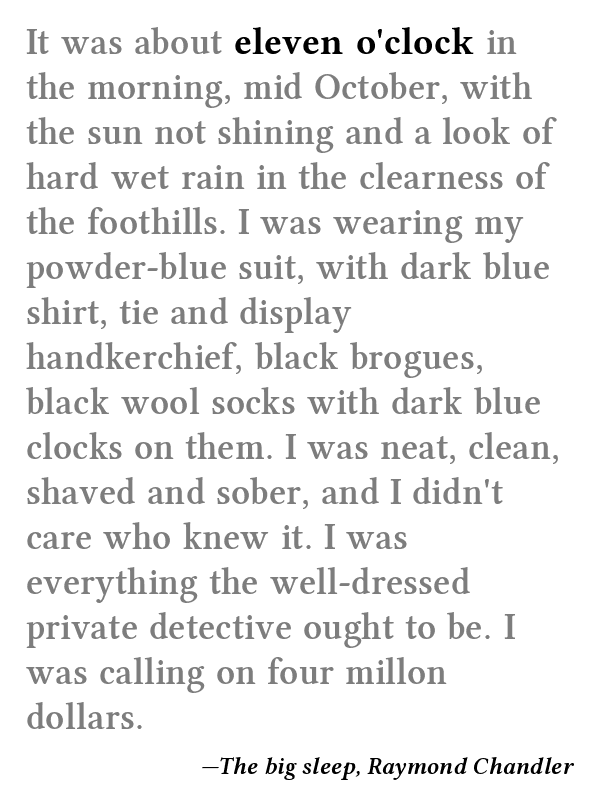 It was about eleven o'clock in
the morning, mid October, with
the sun not shining and a look of
hard wet rain in the clearness of
the foothills. I was wearing my
powder-blue suit, with dark blue
shirt, tie and display
handkerchief, black brogues,
black wool socks with dark blue
clocks on them. I was neat, clean,
shaved and sober, and I didn't
care who knew it. I was
everything the well-dressed
private detective ought to be. I
was calling on four millon
dollars.
—The big sleep, Raymond Chandler